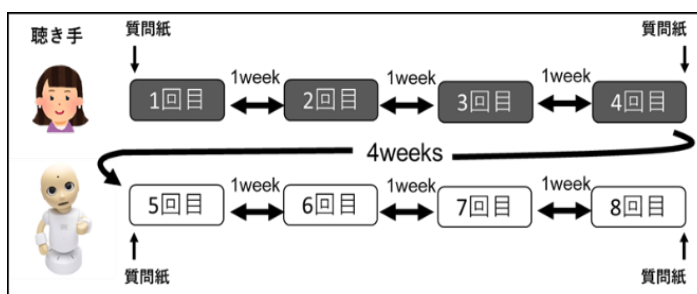 聴き手
質問紙
質問紙
1回目
1week
2回目
1week
3回目
1week
4回目
4weeks
5回目
1week
6回目
1week
7回目
1week
8回目
質問紙
質問紙